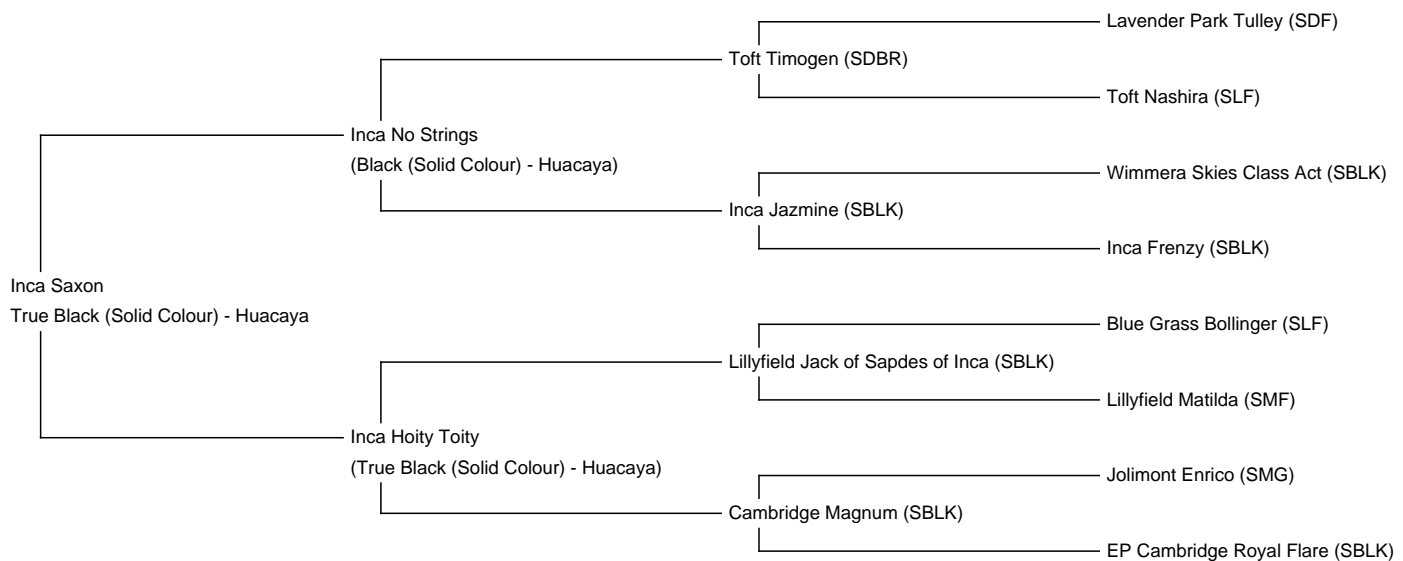 Lavender Park Tulley (SDF)
Toft Timogen (SDBR)
Toft Nashira (SLF)
Inca No Strings
(Black (Solid Colour) - Huacaya)
Wimmera Skies Class Act (SBLK)
Inca Jazmine (SBLK)
Inca Frenzy (SBLK)
Inca Saxon
True Black (Solid Colour) - Huacaya
Blue Grass Bollinger (SLF)
Lillyfield Jack of Sapdes of Inca (SBLK)
Lillyfield Matilda (SMF)
Inca Hoity Toity
(True Black (Solid Colour) - Huacaya)
Jolimont Enrico (SMG)
Cambridge Magnum (SBLK)
EP Cambridge Royal Flare (SBLK)